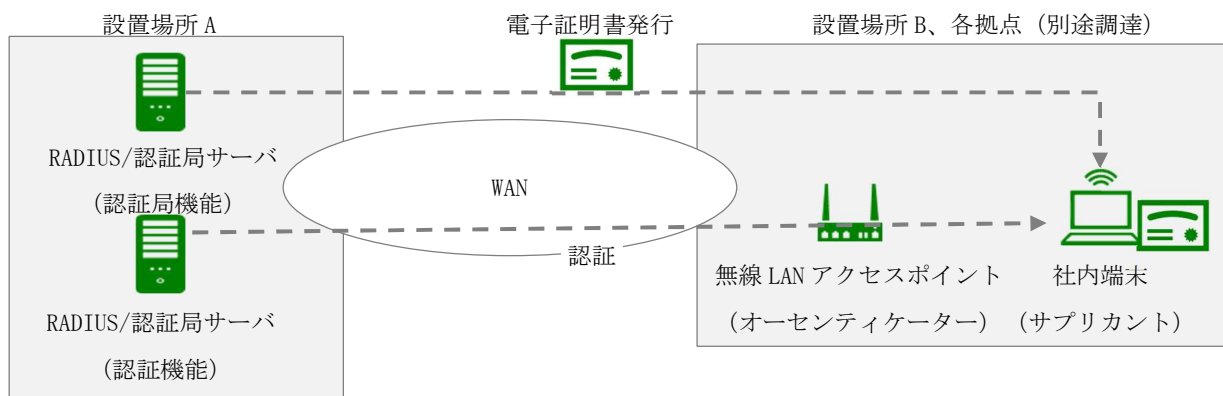 設置場所 A
電子証明書発行
設置場所 B、各拠点（別途調達）
RADIUS/認証局サーバ
（認証局機能）
WAN
認証
RADIUS/認証局サーバ
（認証機能）
無線 LAN アクセスポイント
（オーセンティケーター）
社内端末
（サプリカント）